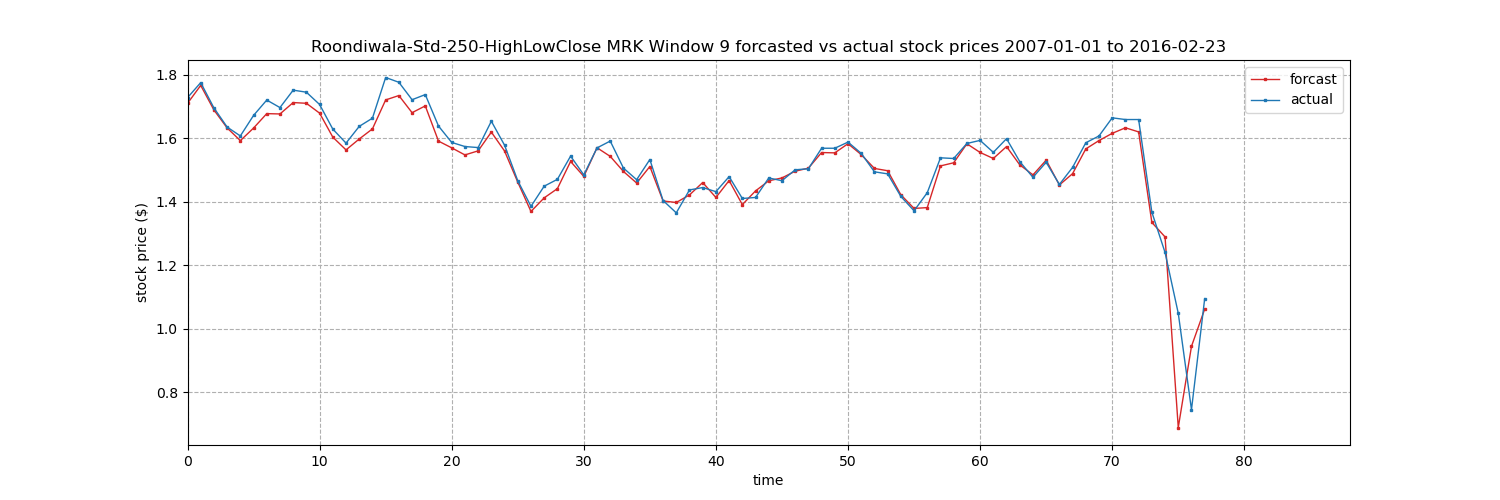 Roondiwala-Std-250-HighLowClose MRK Window 9 forcasted vs actual stock prices 2007-01-01 to 2016-02-23
forcast
actual
stock price ($)
1.8
1.6
1.4
1.2
1.0
0.8
0 10 20 30 40 50 60 70 80
time